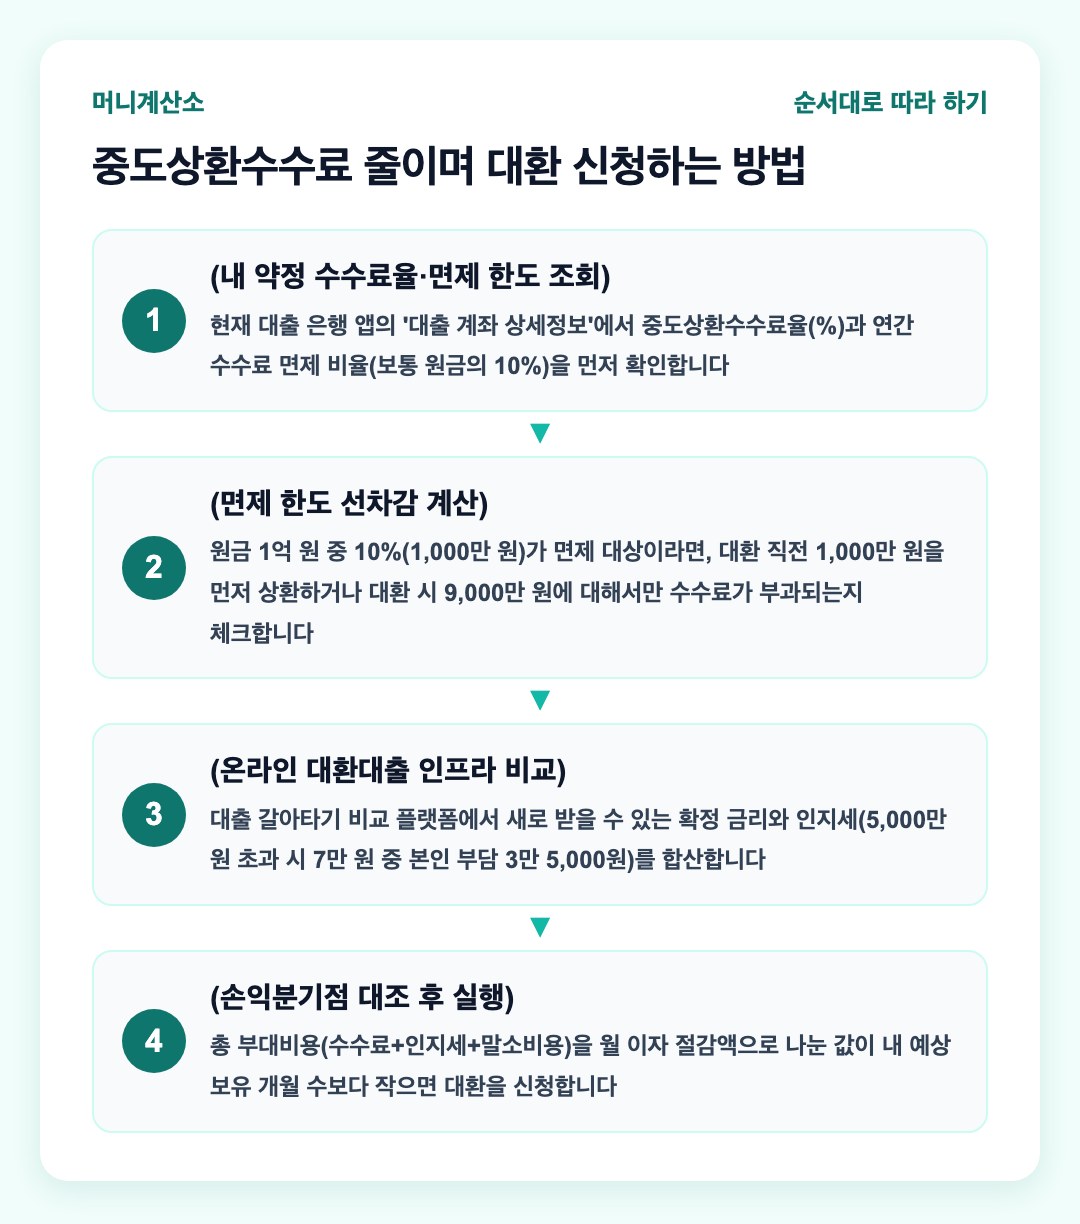 머니계산소
순서대로 따라 하기
중도상환수수료 줄이며 대환 신청하는 방법
1
(내 약정 수수료율·면제 한도 조회)
현재 대출 은행 앱의 '대출 계좌 상세정보'에서 중도상환수수료율(%)과 연간
수수료 면제 비율(보통 원금의 10%)을 먼저 확인합니다
▼
2
(면제 한도 선차감 계산)
원금 1억 원 중 10%(1,000만 원)가 면제 대상이라면, 대환 직전 1,000만 원을
먼저 상환하거나 대환 시 9,000만 원에 대해서만 수수료가 부과되는지
체크합니다
▼
3
(온라인 대환대출 인프라 비교)
대출 갈아타기 비교 플랫폼에서 새로 받을 수 있는 확정 금리와 인지세(5,000만
원 초과 시 7만 원 중 본인 부담 3만 5,000원)를 합산합니다
▼
4
(손익분기점 대조 후 실행)
총 부대비용(수수료+인지세+말소비용)을 월 이자 절감액으로 나눈 값이 내 예상
보유 개월 수보다 작으면 대환을 신청합니다